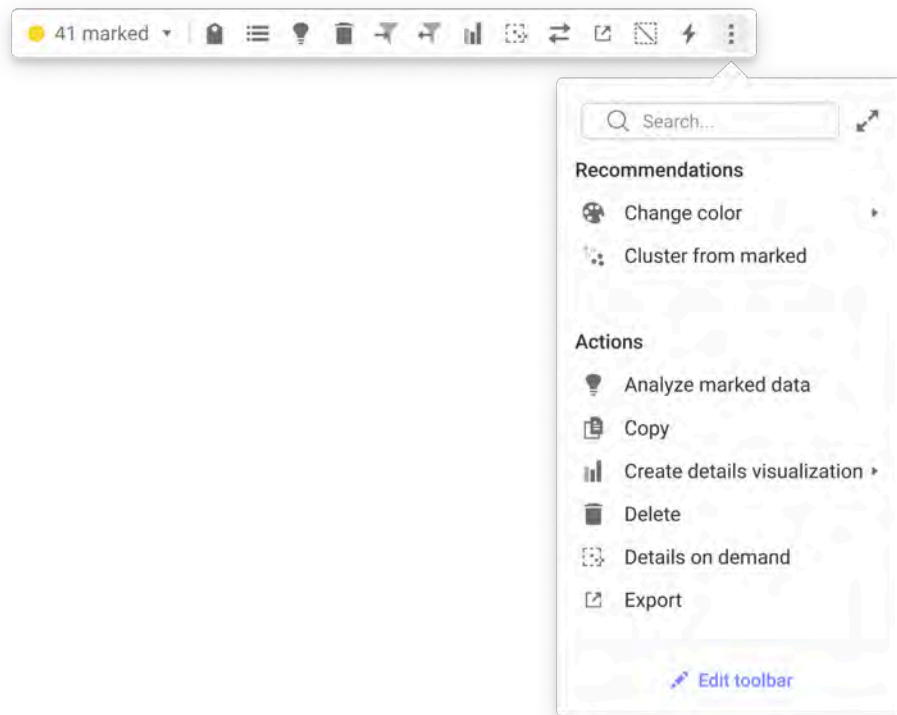 41 marked
Search...
Recommendations
Change color
Cluster from marked
Actions
Analyze marked data
Copy
Create details visualization
Delete
Details on demand
Export
Edit toolbar